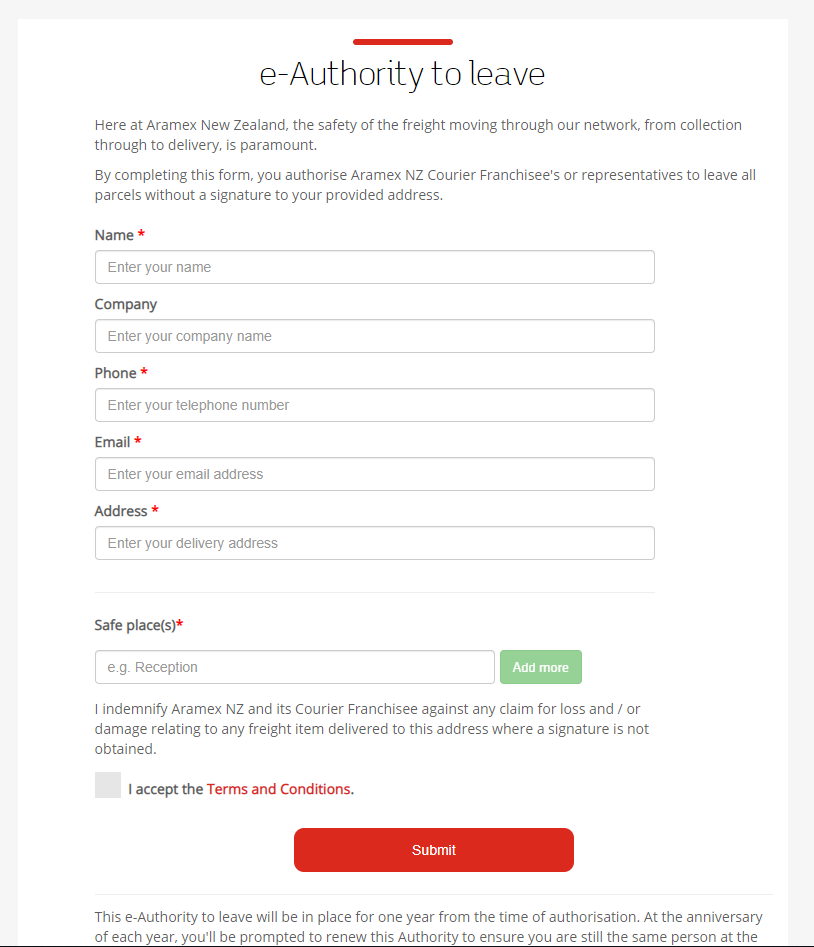 e-Authority to leave
Here at Aramex New Zealand, the safety of the freight moving through our network, from collection
through to delivery, is paramount.
By completing this form, you authorise Aramex NZ Courier Franchisee's or representatives to leave all
parcels without a signature to your provided address.
Name *
Enter your name
Company
Enter your company name
Phone *
Enter your telephone number
Email *
Enter your email address
Address *
Enter your delivery address
Safe place(s)*
e.g. Reception
Add more
I indemnify Aramex NZ and its Courier Franchisee against any claim for loss and / or
damage relating to any freight item delivered to this address where a signature is not
obtained.
I accept the Terms and Conditions.
Submit
This e-Authority to leave will be in place for one year from the time of authorisation. At the anniversary
of each year, you'll be prompted to renew this Authority to ensure you are still the same person at the